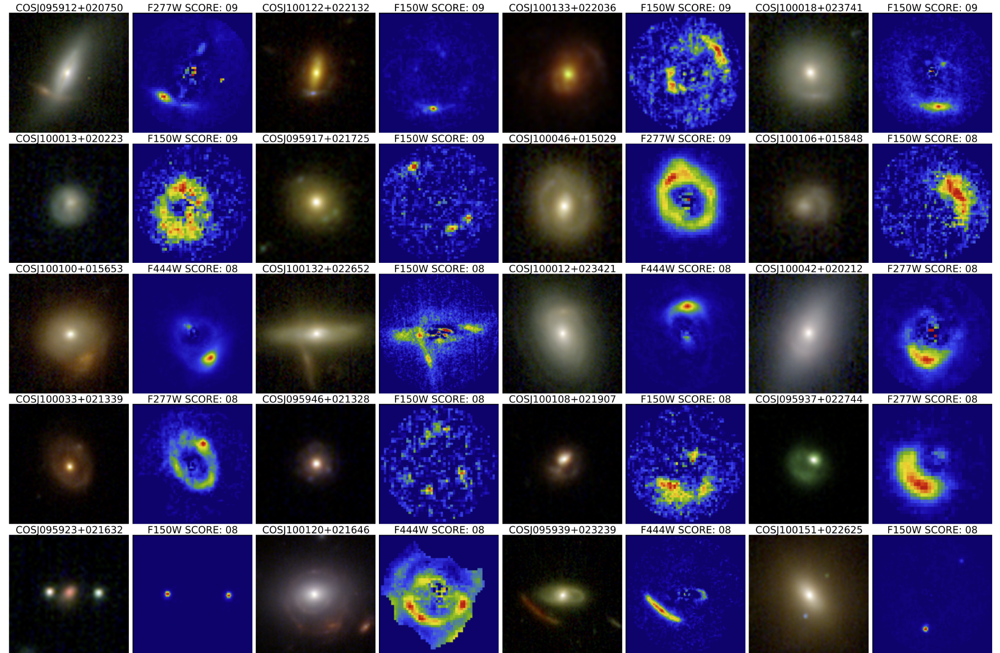 COSJ095912+020750 F277W SCORE: 09 COSJ100122+022132 F150W SCORE: 09 COSJ100133+022036 F150W SCORE: 09 COSJ100018+023741 F150W SCORE: 09
COSJ100013+020223 F150W SCORE: 09 COSJ095917+021725 F150W SCORE: 09 COSJ100046+015029 F277W SCORE: 09 COSJ100106+015848 F150W SCORE: 08
COSJ100100+015653 F444W SCORE: 08 COSJ100132+022652 F150W SCORE: 08 COSJ100012+023421 F444W SCORE: 08 COSJ100042+020212 F277W SCORE: 08
COSJ100033+021339 F277W SCORE: 08 COSJ095946+021328 F150W SCORE: 08 COSJ100108+021907 F150W SCORE: 08 COSJ095937+022744 F277W SCORE: 08
COSJ095923+021632 F150W SCORE: 08 COSJ100120+021646 F444W SCORE: 08 COSJ095939+023239 F444W SCORE: 08 COSJ100151+022625 F150W SCORE: 08